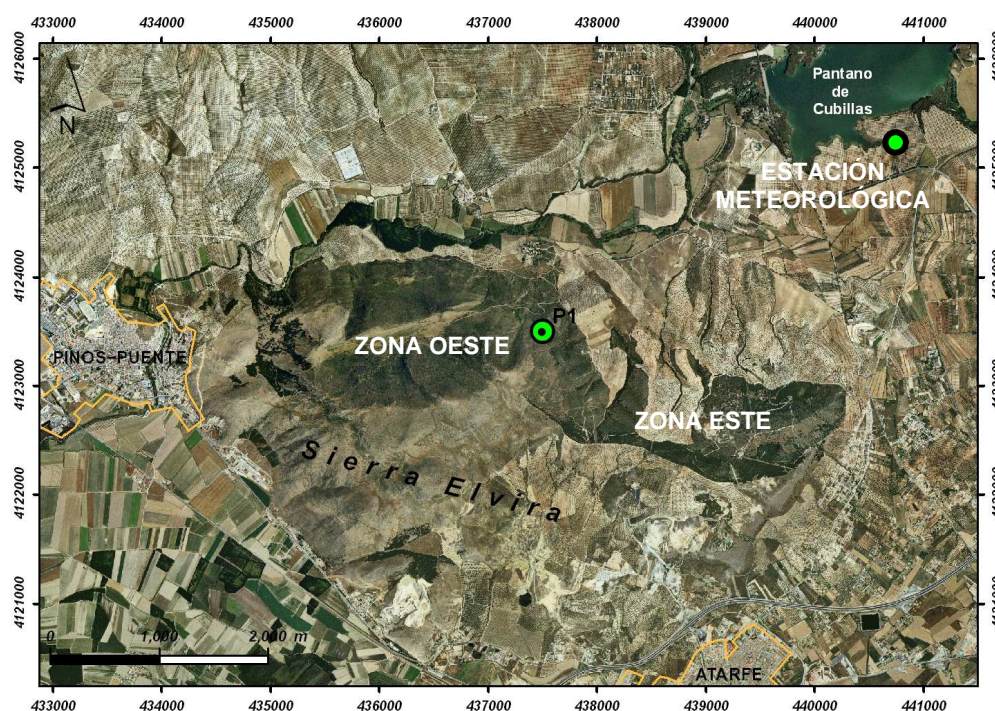 433000 434000 435000 436000 437000 438000 439000 440000 441000
4126000
4125000
4124000
4123000
4122000
4121000
N
Pantano
de
Cubillas
ESTACIÓN
METEOROLOGICA
P1
ZONA OESTE
PINOS-PUENTE
ZONA ESTE
Sierra Elvira
0 1,000 2,000 m
ATARFE
433000 434000 435000 436000 437000 438000 439000 440000 441000